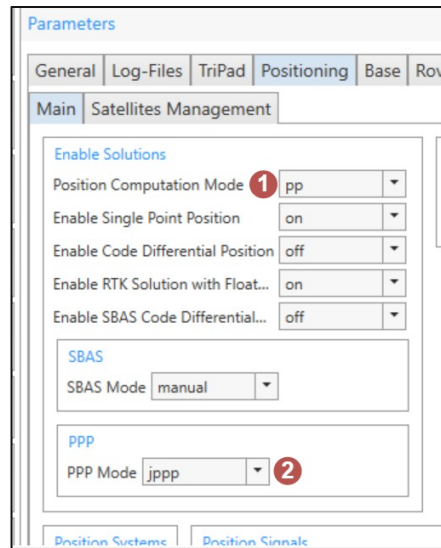 Parameters
General Log-Files TriPad Positioning Base Rov
Main Satellites Management
Enable Solutions
Position Computation Mode 1 pp
Enable Single Point Position on
Enable Code Differential Position off
Enable RTK Solution with Float... on
Enable SBAS Code Differential... off
SBAS
SBAS Mode manual
PPP
PPP Mode jppp 2
Position Systems Position Signals